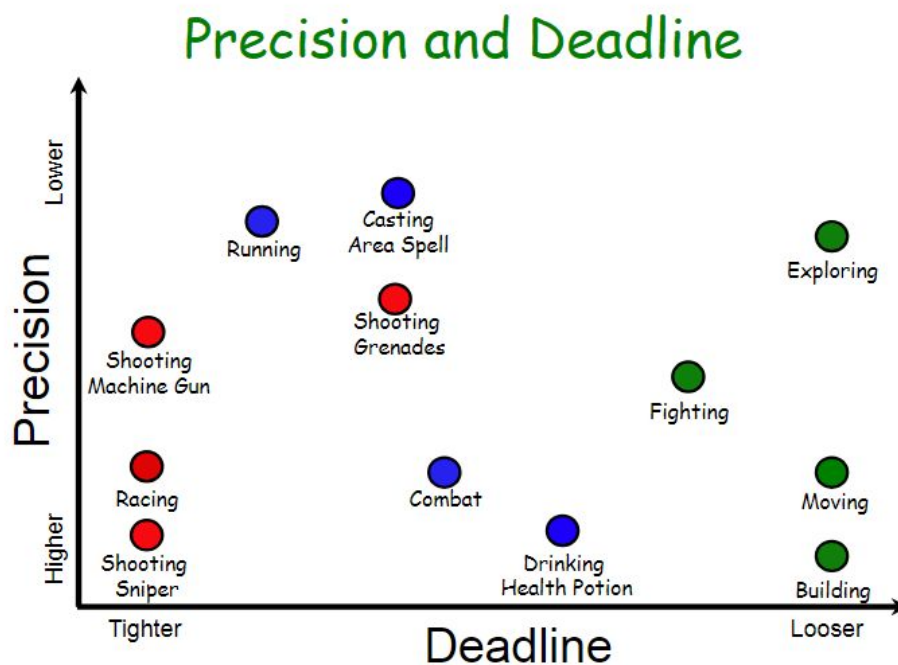 Precision and Deadline
Lower
Precision
Higher
Running
Casting
Area Spell
Exploring
Shooting
Grenades
Shooting
Machine Gun
Fighting
Racing
Combat
Moving
Shooting
Sniper
Drinking
Health Potion
Building
Tighter
Deadline
Looser